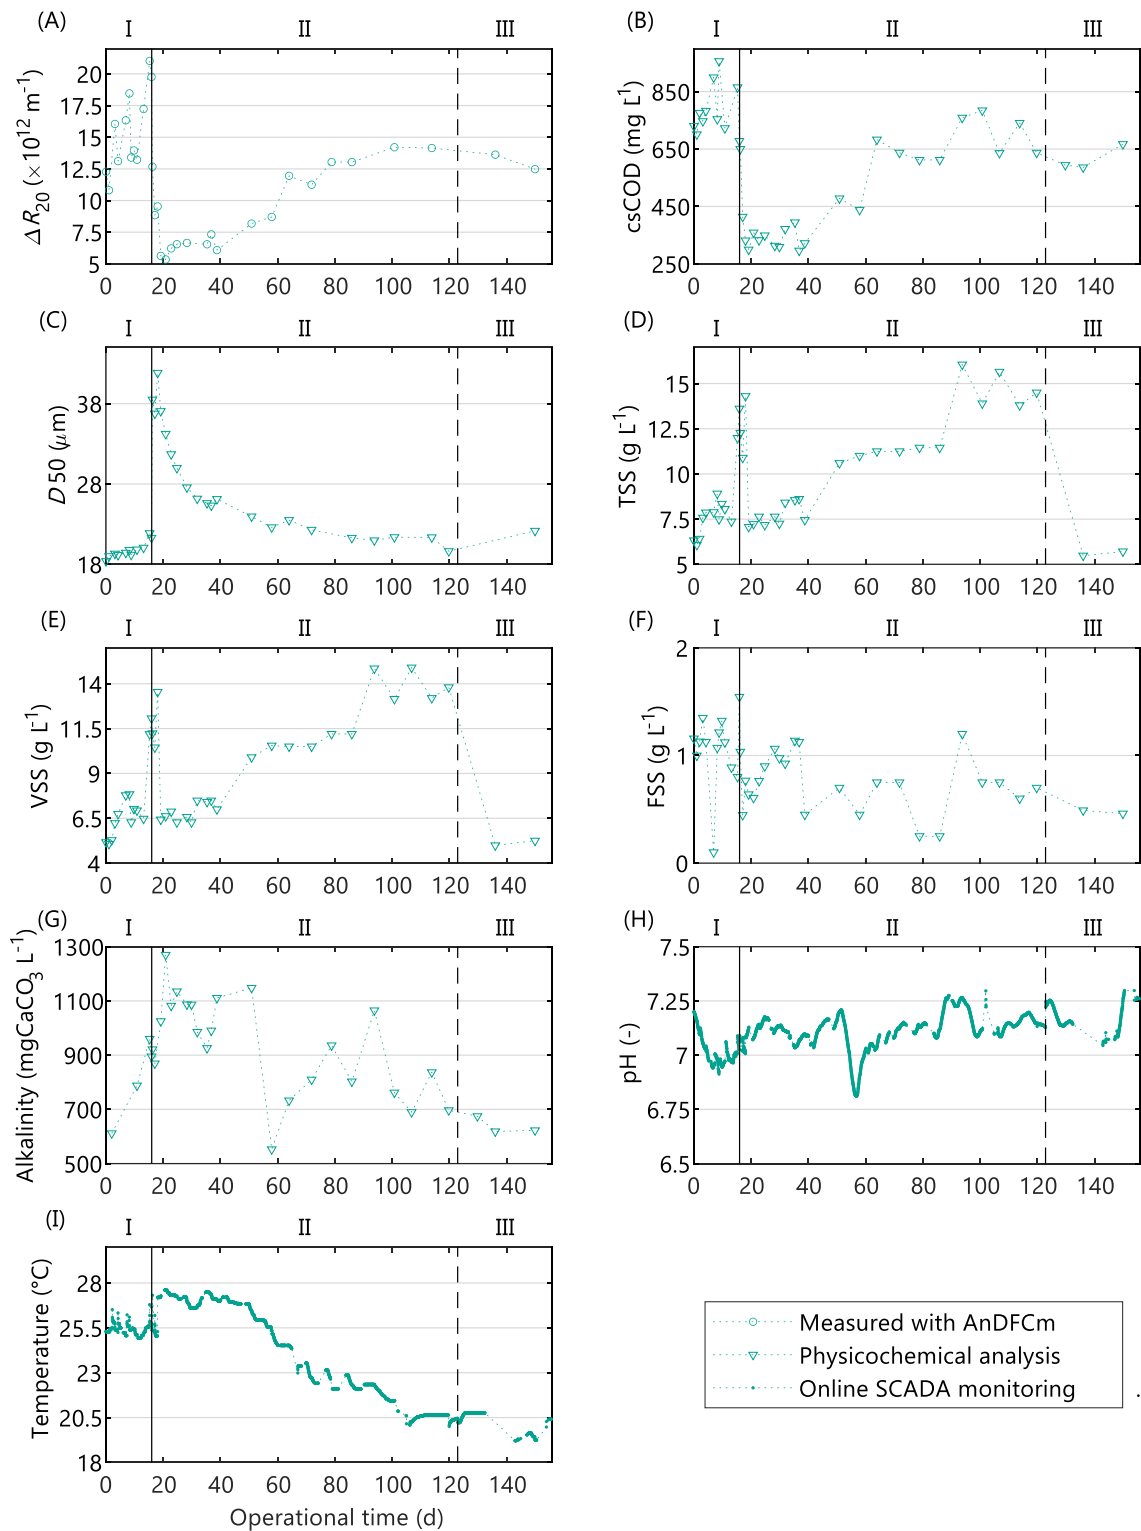 (A) I II III
ΔR20 (×10^12 m^-1)
20
17.5
15
12.5
10
7.5
5
0 20 40 60 80 100 120 140
(B) I II III
csCOD (mg L^-1)
850
650
450
250
0 20 40 60 80 100 120 140
(C) I II III
D50 (μm)
38
28
18
0 20 40 60 80 100 120 140
(D) I II III
TSS (g L^-1)
15
12.5
10
7.5
5
0 20 40 60 80 100 120 140
(E) I II III
VSS (g L^-1)
14
11.5
9
6.5
4
0 20 40 60 80 100 120 140
(F) I II III
FSS (g L^-1)
2
1
0
0 20 40 60 80 100 120 140
(G) I II III
Alkalinity (mgCaCO3 L^-1)
1300
1100
900
700
500
0 20 40 60 80 100 120 140
(H) I II III
pH (-)
7.5
7.25
7
6.75
6.5
0 20 40 60 80 100 120 140
(I) I II III
Temperature (°C)
28
25.5
23
20.5
18
0 20 40 60 80 100 120 140
Operational time (d)
Measured with AnDFCm
Physicochemical analysis
Online SCADA monitoring .